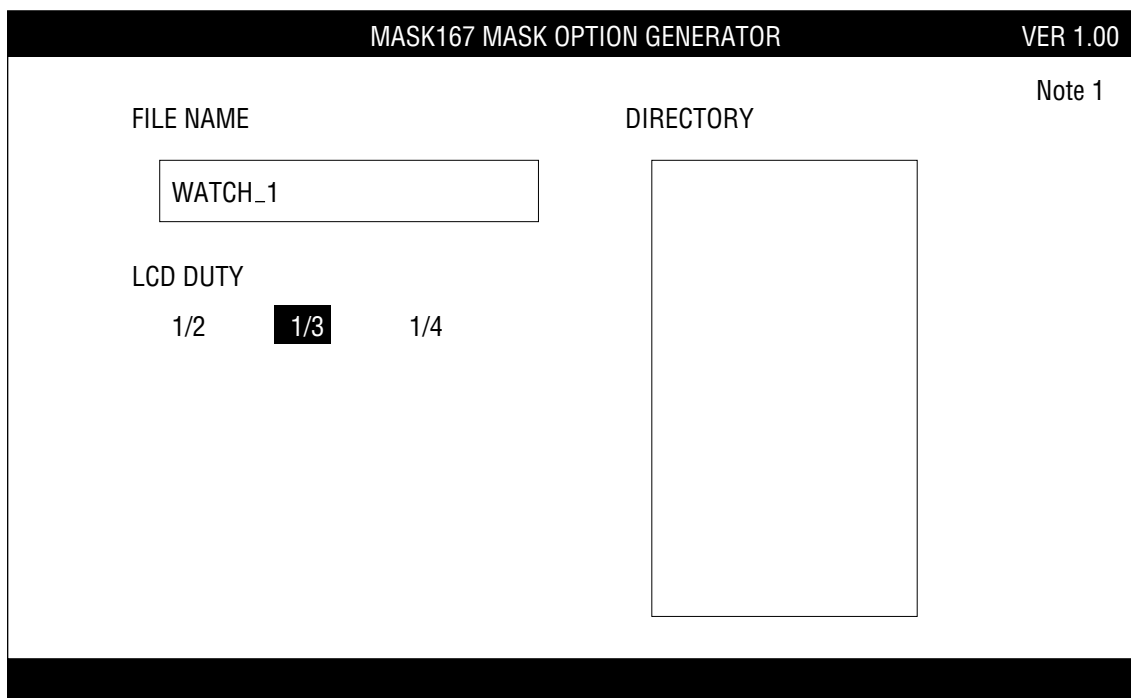 MASK167 MASK OPTION GENERATOR VER 1.00
Note 1
FILE NAME DIRECTORY
WATCH_1
LCD DUTY
1/2 1/3 1/4